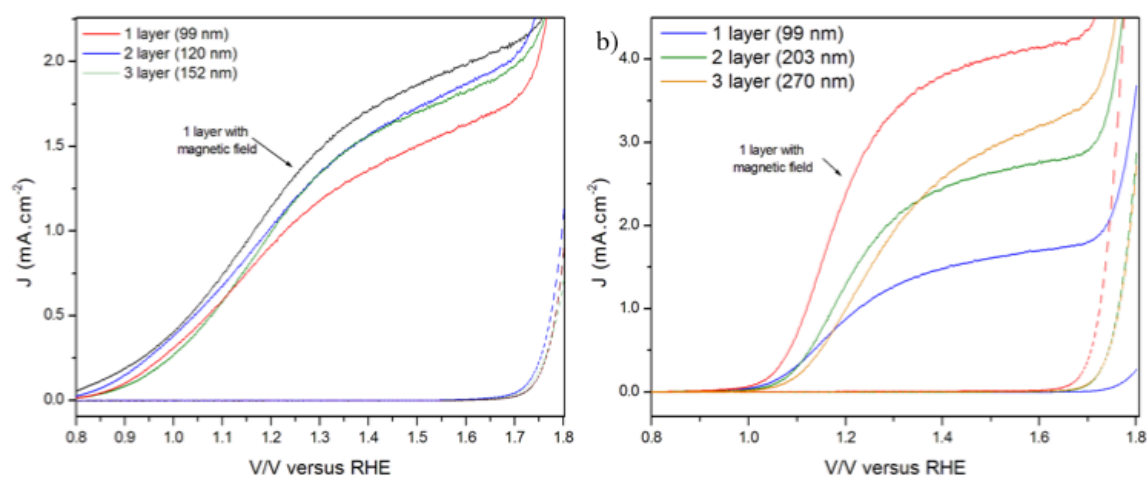 1 layer (99 nm)
2 layer (120 nm)
3 layer (152 nm)
1 layer with
magnetic field
2.0
1.5
1.0
0.5
0.0
J (mA.cm-2)
0.8 0.9 1.0 1.1 1.2 1.3 1.4 1.5 1.6 1.7 1.8
V/V versus RHE
b)
1 layer (99 nm)
2 layer (203 nm)
3 layer (270 nm)
1 layer with
magnetic field
4.0
3.0
2.0
1.0
0.0
J (mA.cm-2)
0.8 1.0 1.2 1.4 1.6 1.8
V/V versus RHE